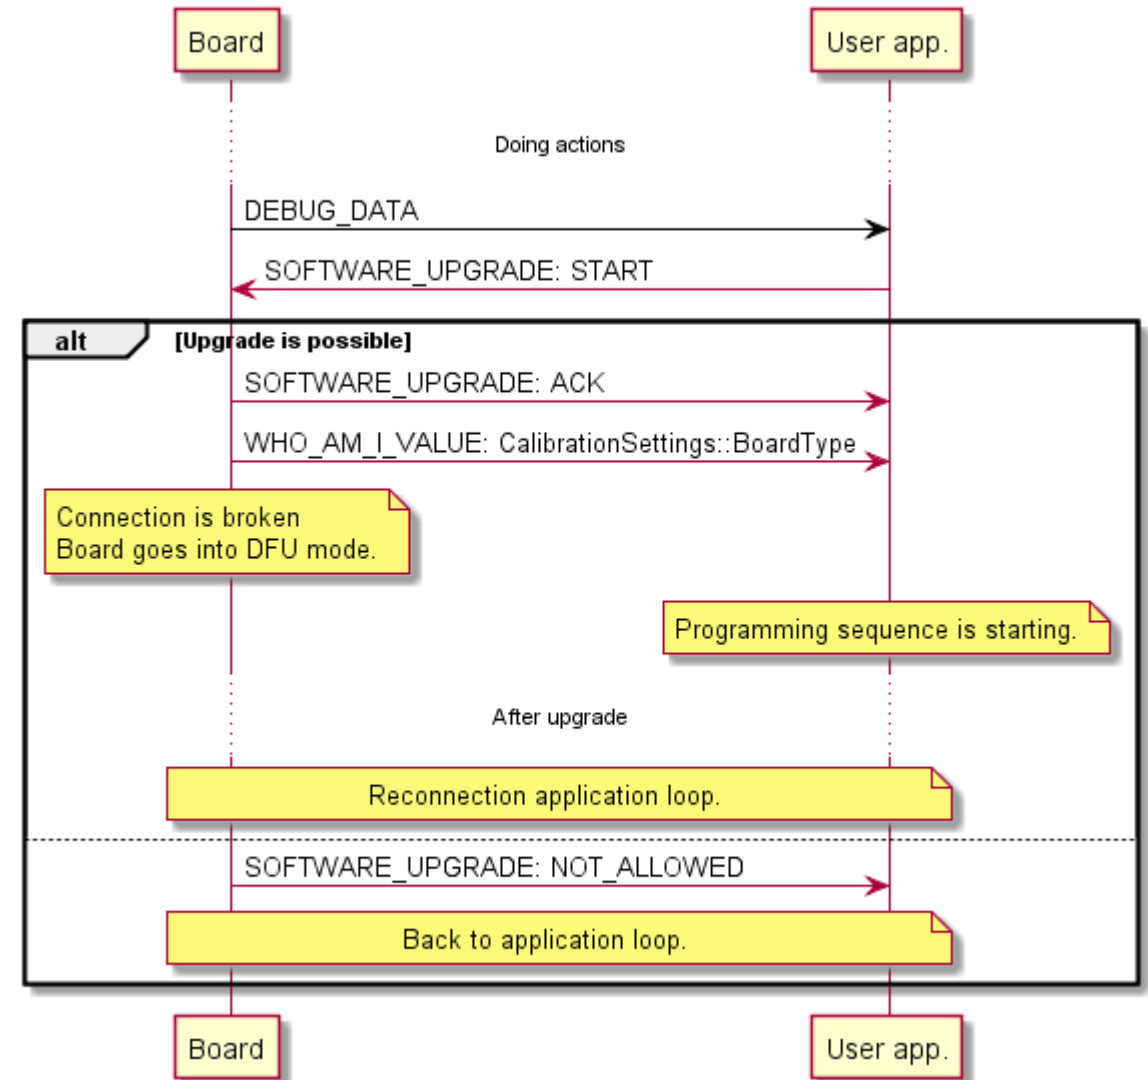 Board
User app.
Doing actions
DEBUG_DATA
SOFTWARE_UPGRADE: START
alt
[Upgrade is possible]
SOFTWARE_UPGRADE: ACK
WHO_AM_I_VALUE: CalibrationSettings::BoardType
Connection is broken
Board goes into DFU mode.
Programming sequence is starting.
After upgrade
Reconnection application loop.
SOFTWARE_UPGRADE: NOT_ALLOWED
Back to application loop.
Board
User app.